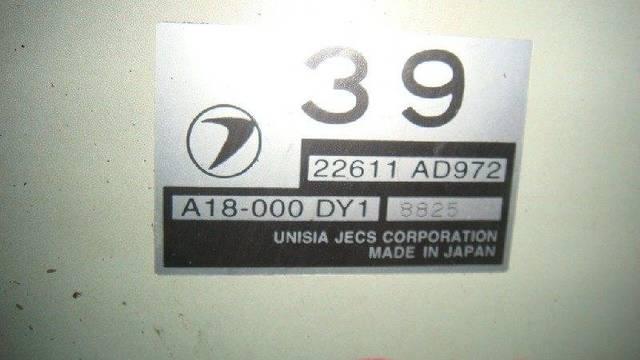 39
22611 AD972
A18-000 DY1 8825
UNISIA JECS CORPORATION
MADE IN JAPAN